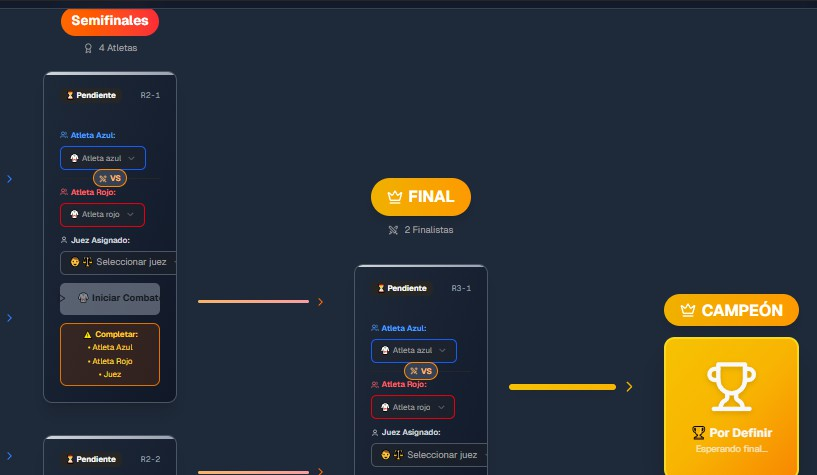 Semifinales
4 Atletas
Pendiente R2-1
Atleta Azul:
Atleta azul
VS
Atleta Rojo:
Atleta rojo
Juez Asignado:
Seleccionar juez
Iniciar Combate
Completar:
• Atleta Azul
• Atleta Rojo
• Juez
Pendiente R2-2
FINAL
2 Finalistas
Pendiente R3-1
Atleta Azul:
Atleta azul
VS
Atleta Rojo:
Atleta rojo
Juez Asignado:
Seleccionar juez
CAMPEÓN
Por Definir
Esperando final...